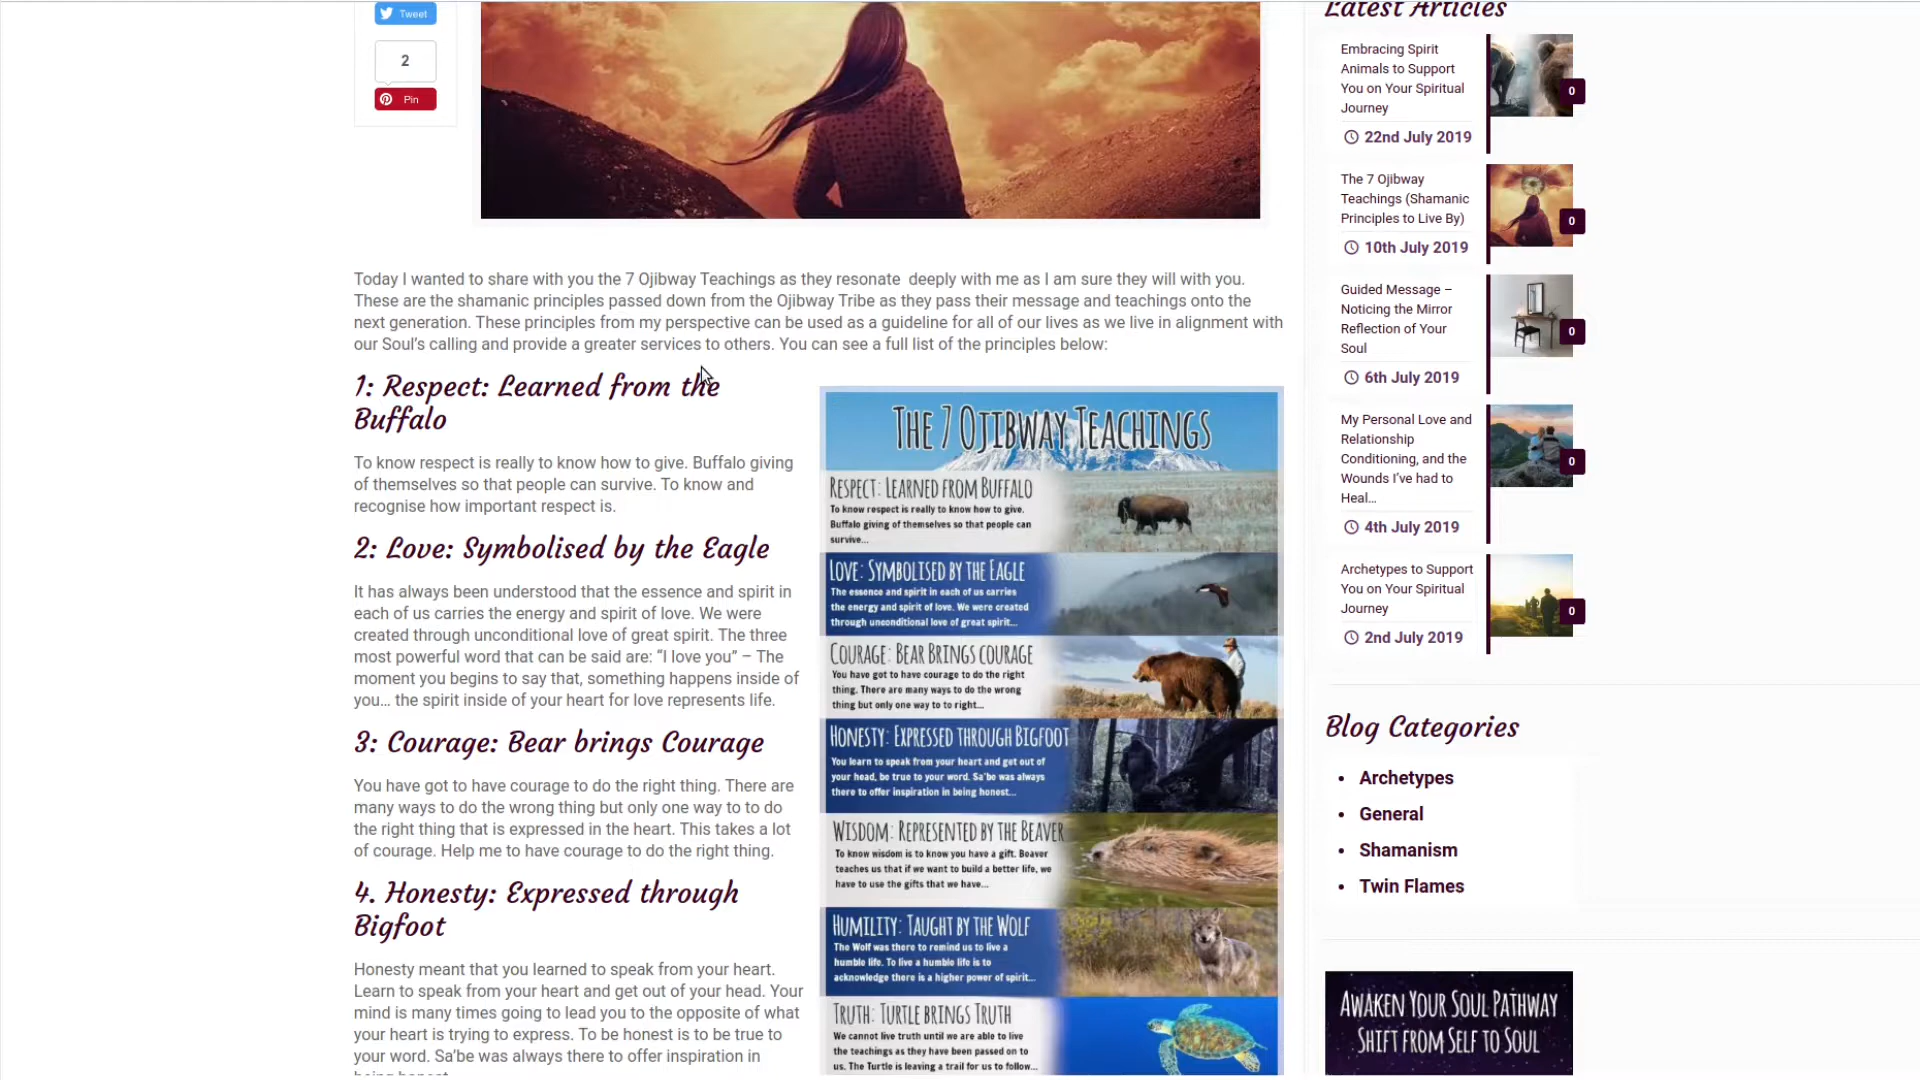 Tweet
2
Pin
Today I wanted to share with you the 7 Ojibway Teachings as they resonate  deeply with me as I am sure they will with you.
These are the shamanic principles passed down from the Ojibway Tribe as they pass their message and teachings onto the
next generation. These principles from my perspective can be used as a guideline for all of our lives as we live in alignment with
our Soul's calling and provide a greater services to others. You can see a full list of the principles below:
1: Respect: Learned from the
Buffalo
To know respect is really to know how to give. Buffalo giving
of themselves so that people can survive. To know and
recognise how important respect is.
2: Love: Symbolised by the Eagle
It has always been understood that the essence and spirit in
each of us carries the energy and spirit of love. We were
created through unconditional love of great spirit. The three
most powerful word that can be said are: “I love you” – The
moment you begins to say that, something happens inside of
you… the spirit inside of your heart for love represents life.
3: Courage: Bear brings Courage
You have got to have courage to do the right thing. There are
many ways to do the wrong thing but only one way to to do
the right thing that is expressed in the heart. This takes a lot
of courage. Help me to have courage to do the right thing.
4. Honesty: Expressed through
Bigfoot
Honesty meant that you learned to speak from your heart.
Learn to speak from your heart and get out of your head. Your
mind is many times going to lead you to the opposite of what
your heart is trying to express. To be honest is to be true to
your word. Sa'be was always there to offer inspiration in
The 7 Ojibway Teachings
Respect: Learned from Buffalo
To know respect is really to know how to give.
Buffalo giving of themselves so that people can
survive...
Love: Symbolised by the Eagle
The essence and spirit in each of us carries
the energy and spirit of love. We were created
through unconditional love of great spirit...
Courage: Bear Brings courage
You have got to have courage to do the right
thing. There are many ways to do the wrong
thing but only one way to to right...
Honesty: Expressed through Bigfoot
You learn to speak from your heart and get out of
your head, be true to your word. Sa'be was always
there to offer inspiration in being honest...
Wisdom: Represented by the Beaver
To know wisdom is to know you have a gift. Beaver
teaches us that if we want to build a better life, we
have to use the gifts that we have...
Humility: Taught by the Wolf
The Wolf was there to remind us to live a
humble life. To live a humble life is to
acknowledge there is a higher power of spirit...
Truth: Turtle brings Truth
We cannot live truth until we are able to live
the teachings as they have been passed on to
us. The Turtle is leaving a trail for us to follow...
Latest Articles
Embracing Spirit
Animals to Support
You on Your Spiritual
Journey
0
22nd July 2019
The 7 Ojibway
Teachings (Shamanic
Principles to Live By)
0
10th July 2019
Guided Message –
Noticing the Mirror
Reflection of Your
Soul
0
6th July 2019
My Personal Love and
Relationship
Conditioning, and the
Wounds I've had to
Heal…
0
4th July 2019
Archetypes to Support
You on Your Spiritual
Journey
0
2nd July 2019
Blog Categories
• Archetypes
• General
• Shamanism
• Twin Flames
Awaken Your Soul Pathway
Shift from Self to Soul